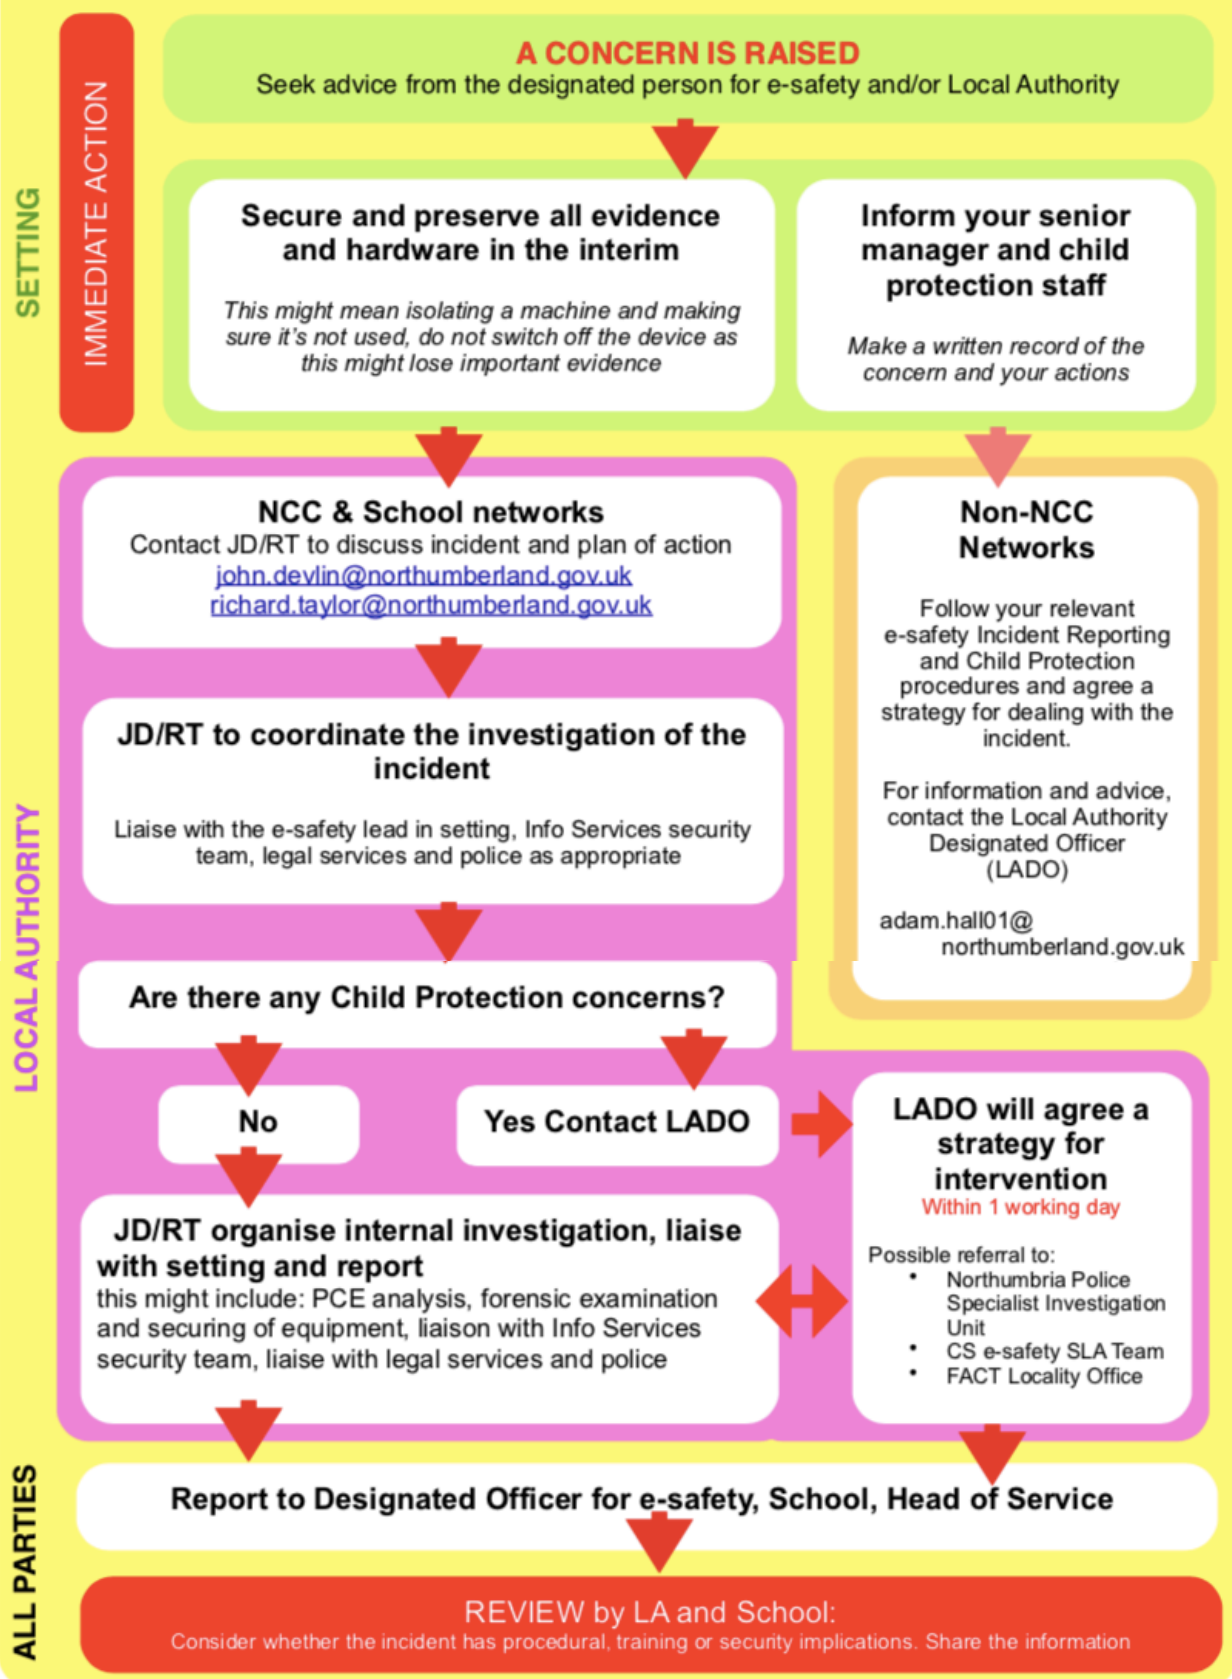 SETTING
IMMEDIATE ACTION
A CONCERN IS RAISED
Seek advice from the designated person for e-safety and/or Local Authority
Secure and preserve all evidence
and hardware in the interim
This might mean isolating a machine and making
sure it's not used, do not switch off the device as
this might lose important evidence
Inform your senior
manager and child
protection staff
Make a written record of the
concern and your actions
LOCAL AUTHORITY
NCC & School networks
Contact JD/RT to discuss incident and plan of action
john.devlin@northumberland.gov.uk
richard.taylor@northumberland.gov.uk
Non-NCC
Networks
Follow your relevant
e-safety Incident Reporting
and Child Protection
procedures and agree a
strategy for dealing with the
incident.
For information and advice,
contact the Local Authority
Designated Officer
(LADO)
adam.hall01@
northumberland.gov.uk
JD/RT to coordinate the investigation of the
incident
Liaise with the e-safety lead in setting, Info Services security
team, legal services and police as appropriate
Are there any Child Protection concerns?
No
Yes Contact LADO
LADO will agree a
strategy for
intervention
Within 1 working day
Possible referral to:
• Northumbria Police
Specialist Investigation
Unit
• CS e-safety SLA Team
• FACT Locality Office
JD/RT organise internal investigation, liaise
with setting and report
this might include: PCE analysis, forensic examination
and securing of equipment, liaison with Info Services
security team, liaise with legal services and police
ALL PARTIES
Report to Designated Officer for e-safety, School, Head of Service
REVIEW by LA and School:
Consider whether the incident has procedural, training or security implications. Share the information